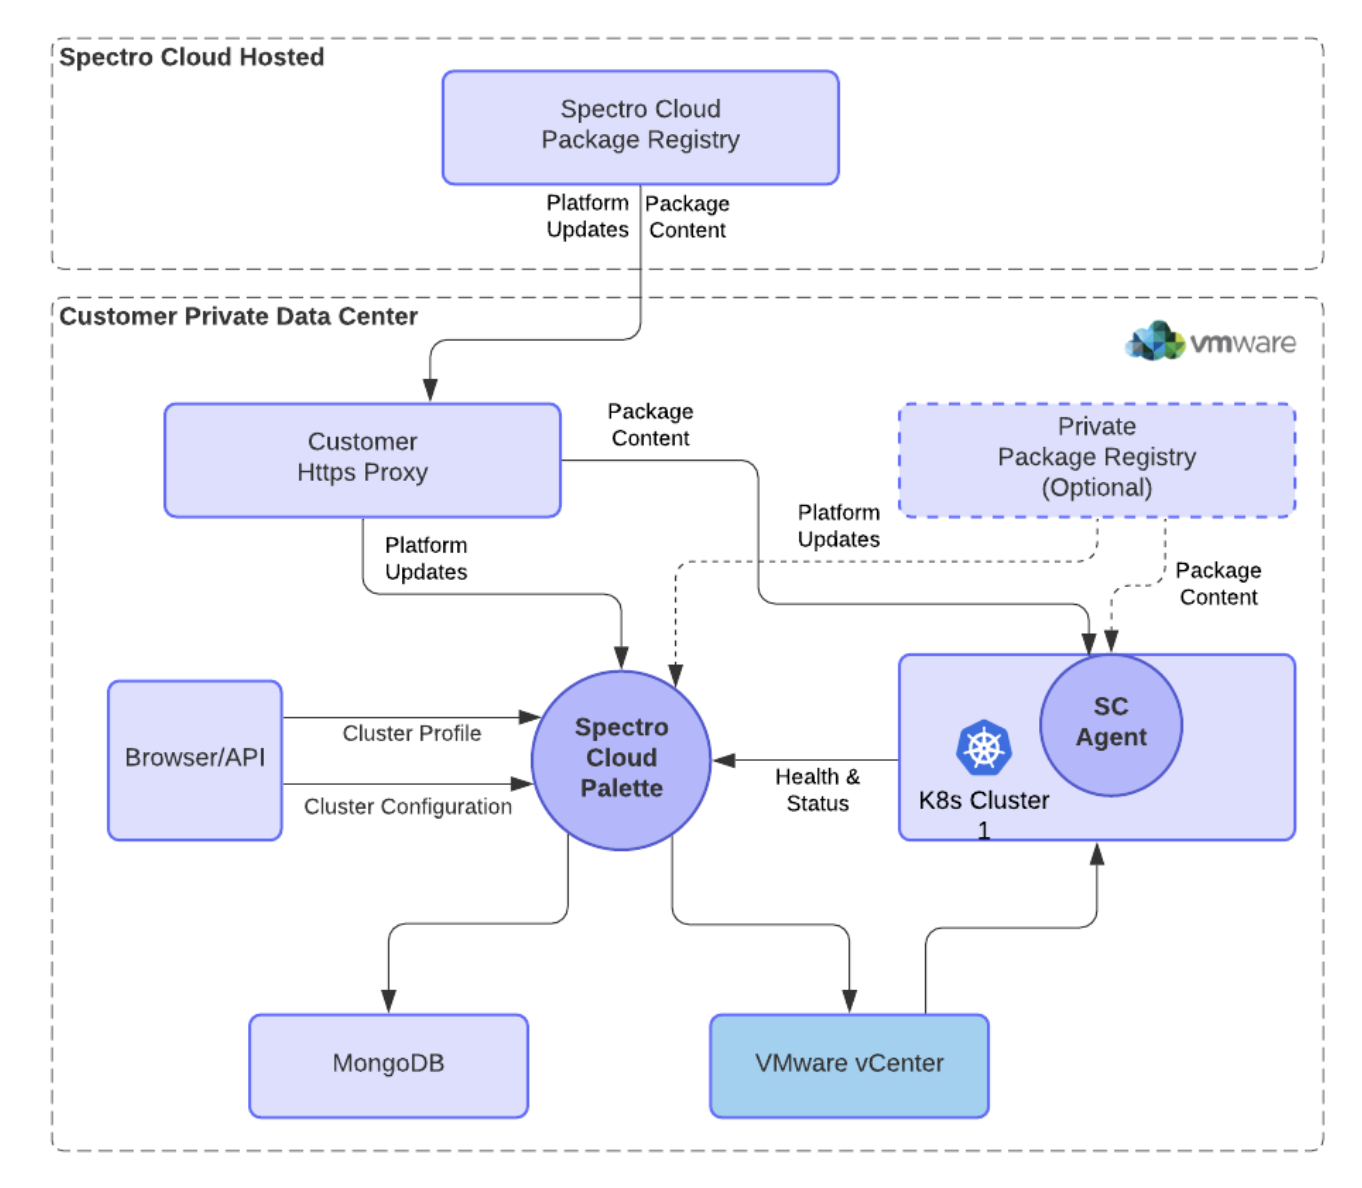 Spectro Cloud Hosted
Spectro Cloud
Package Registry
Platform
Updates
Package
Content
Customer Private Data Center
vmware
Customer
Https Proxy
Package
Content
Private
Package Registry
(Optional)
Platform
Updates
Platform
Updates
Package
Content
Browser/API
Cluster Profile
Cluster Configuration
Spectro
Cloud
Palette
Health &
Status
SC
Agent
K8s Cluster
1
MongoDB
VMware vCenter